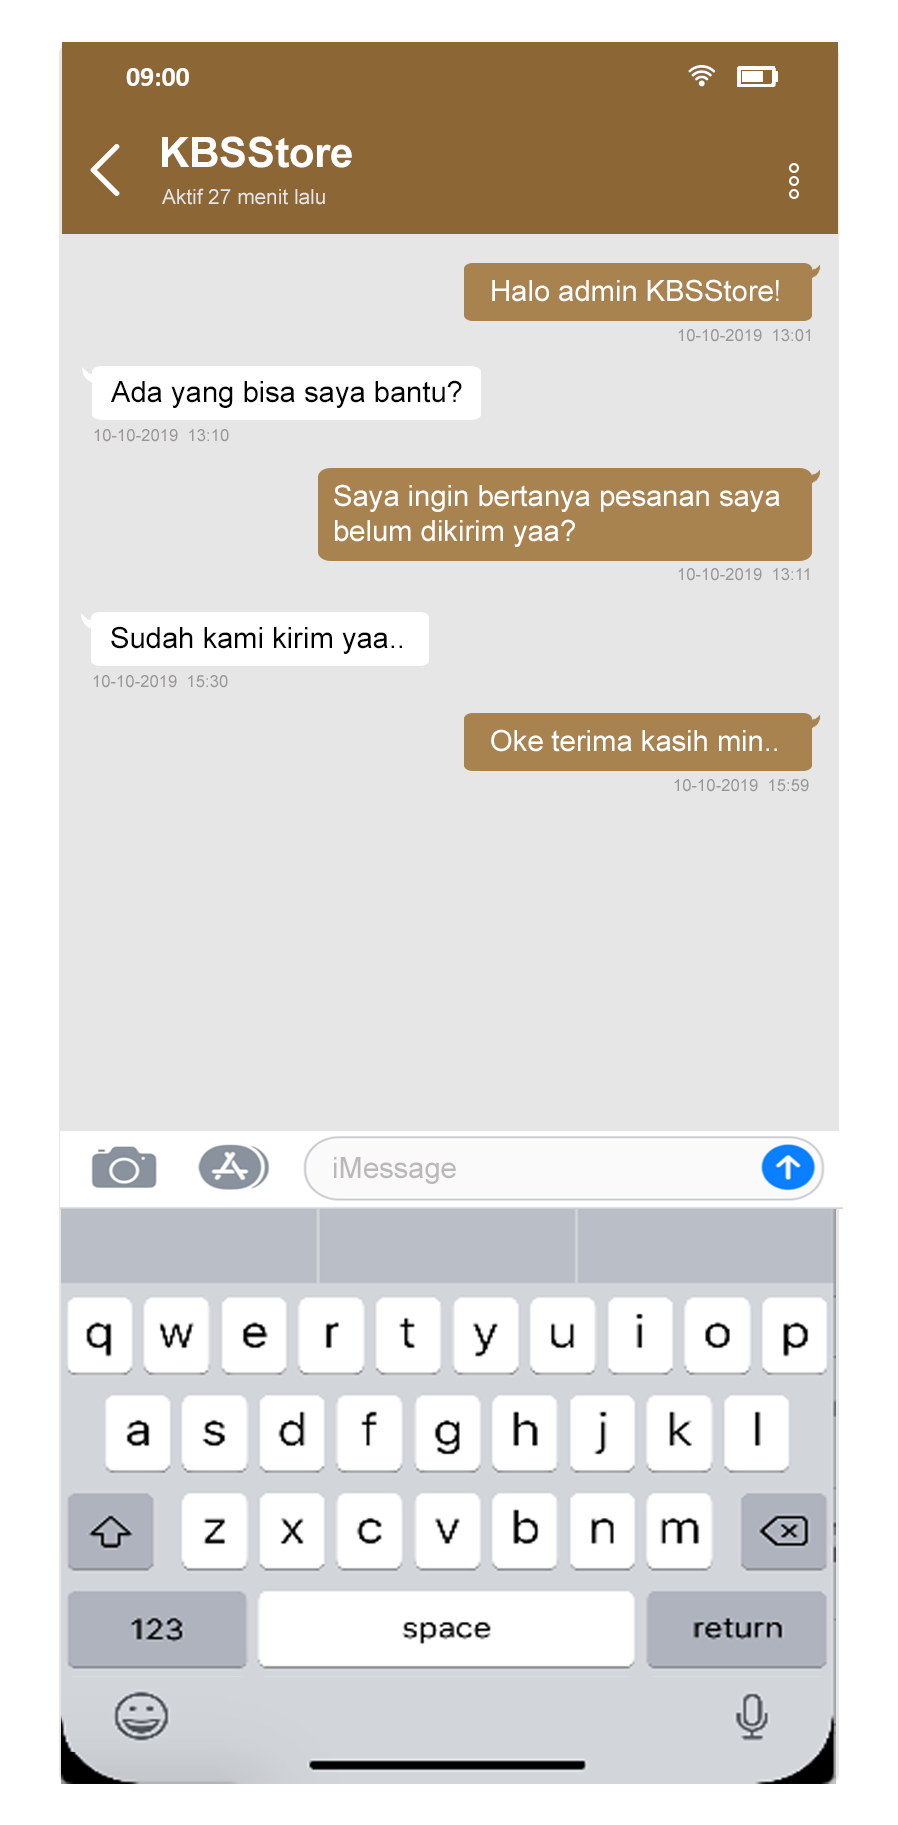 09:00
KBSStore
Aktif 27 menit lalu
Halo admin KBSStore!
10-10-2019 13:01
Ada yang bisa saya bantu?
10-10-2019 13:10
Saya ingin bertanya pesanan saya
belum dikirim yaa?
10-10-2019 13:11
Sudah kami kirim yaa..
10-10-2019 15:30
Oke terima kasih min..
10-10-2019 15:59
iMessage
q w e r t y u i o p
a s d f g h j k l
z x c v b n m
123 space return